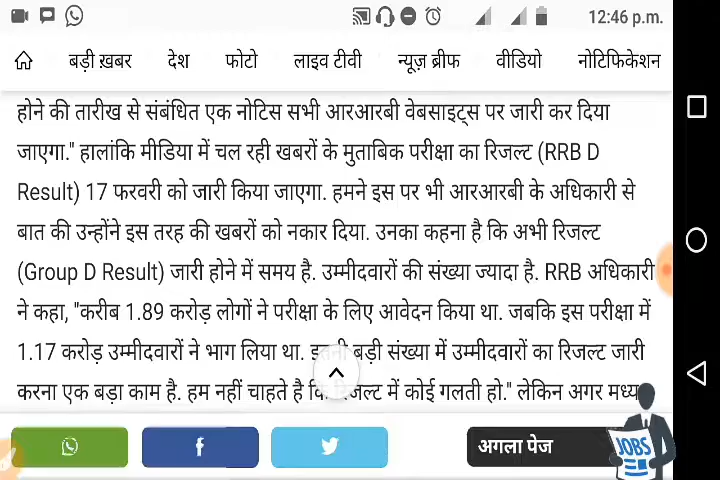 12:46 p.m.
बड़ी ख़बर देश फोटो लाइव टीवी न्यूज़ ब्रीफ वीडियो नोटिफिकेशन
होने की तारीख से संबंधित एक नोटिस सभी आरआरबी वेबसाइट्स पर जारी कर दिया
जाएगा." हालांकि मीडिया में चल रही खबरों के मुताबिक परीक्षा का रिजल्ट (RRB D
Result) 17 फरवरी को जारी किया जाएगा. हमने इस पर भी आरआरबी के अधिकारी से
बात की उन्होंने इस तरह की खबरों को नकार दिया. उनका कहना है कि अभी रिजल्ट
(Group D Result) जारी होने में समय है. उम्मीदवारों की संख्या ज्यादा है. RRB अधिकारी
ने कहा, "करीब 1.89 करोड़ लोगों ने परीक्षा के लिए आवेदन किया था. जबकि इस परीक्षा में
1.17 करोड़ उम्मीदवारों ने भाग लिया था. इतनी बड़ी संख्या में उम्मीदवारों का रिजल्ट जारी
करना एक बड़ा काम है. हम नहीं चाहते है कि रिजल्ट में कोई गलती हो." लेकिन अगर मध्य
अगला पेज
JOBS